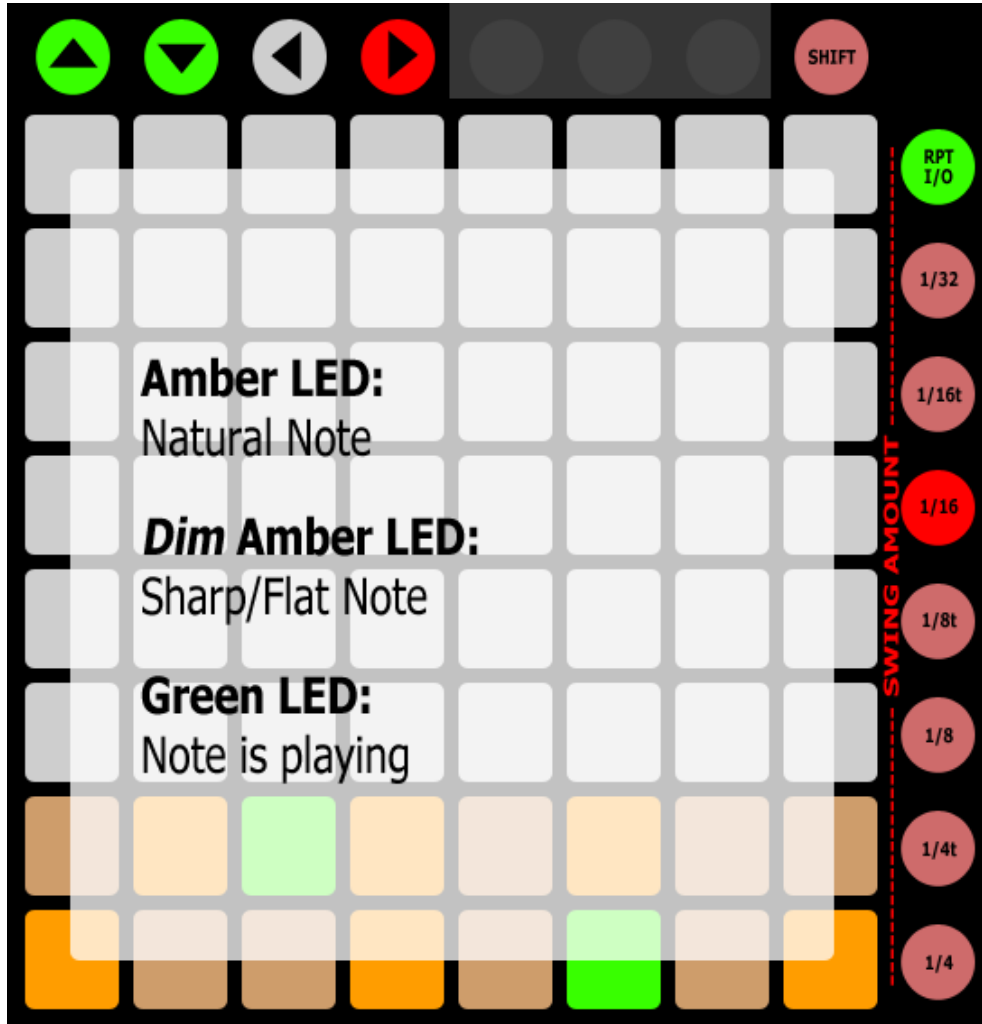 SHIFT
RPT
I/O
1/32
1/16t
1/16
1/8t
1/8
1/4t
1/4
SWING AMOUNT
Amber LED:
Natural Note
Dim Amber LED:
Sharp/Flat Note
Green LED:
Note is playing